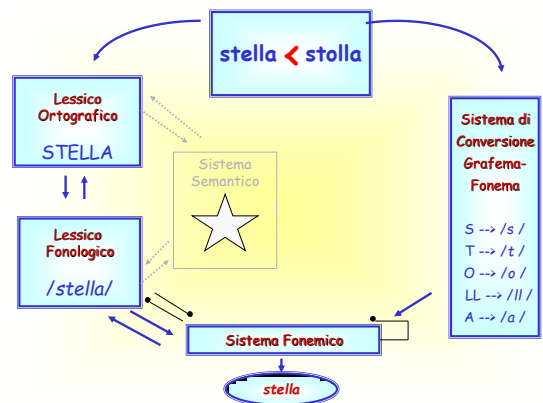 stella < stolla
Lessico
Ortografico
STELLA
Sistema
Semantico
Lessico
Fonologico
/stella/
Sistema di
Conversione
Grafema-
Fonema
S --> /s /
T --> /t /
O --> /o /
LL --> /ll /
A --> /a /
Sistema Fonemico
stella